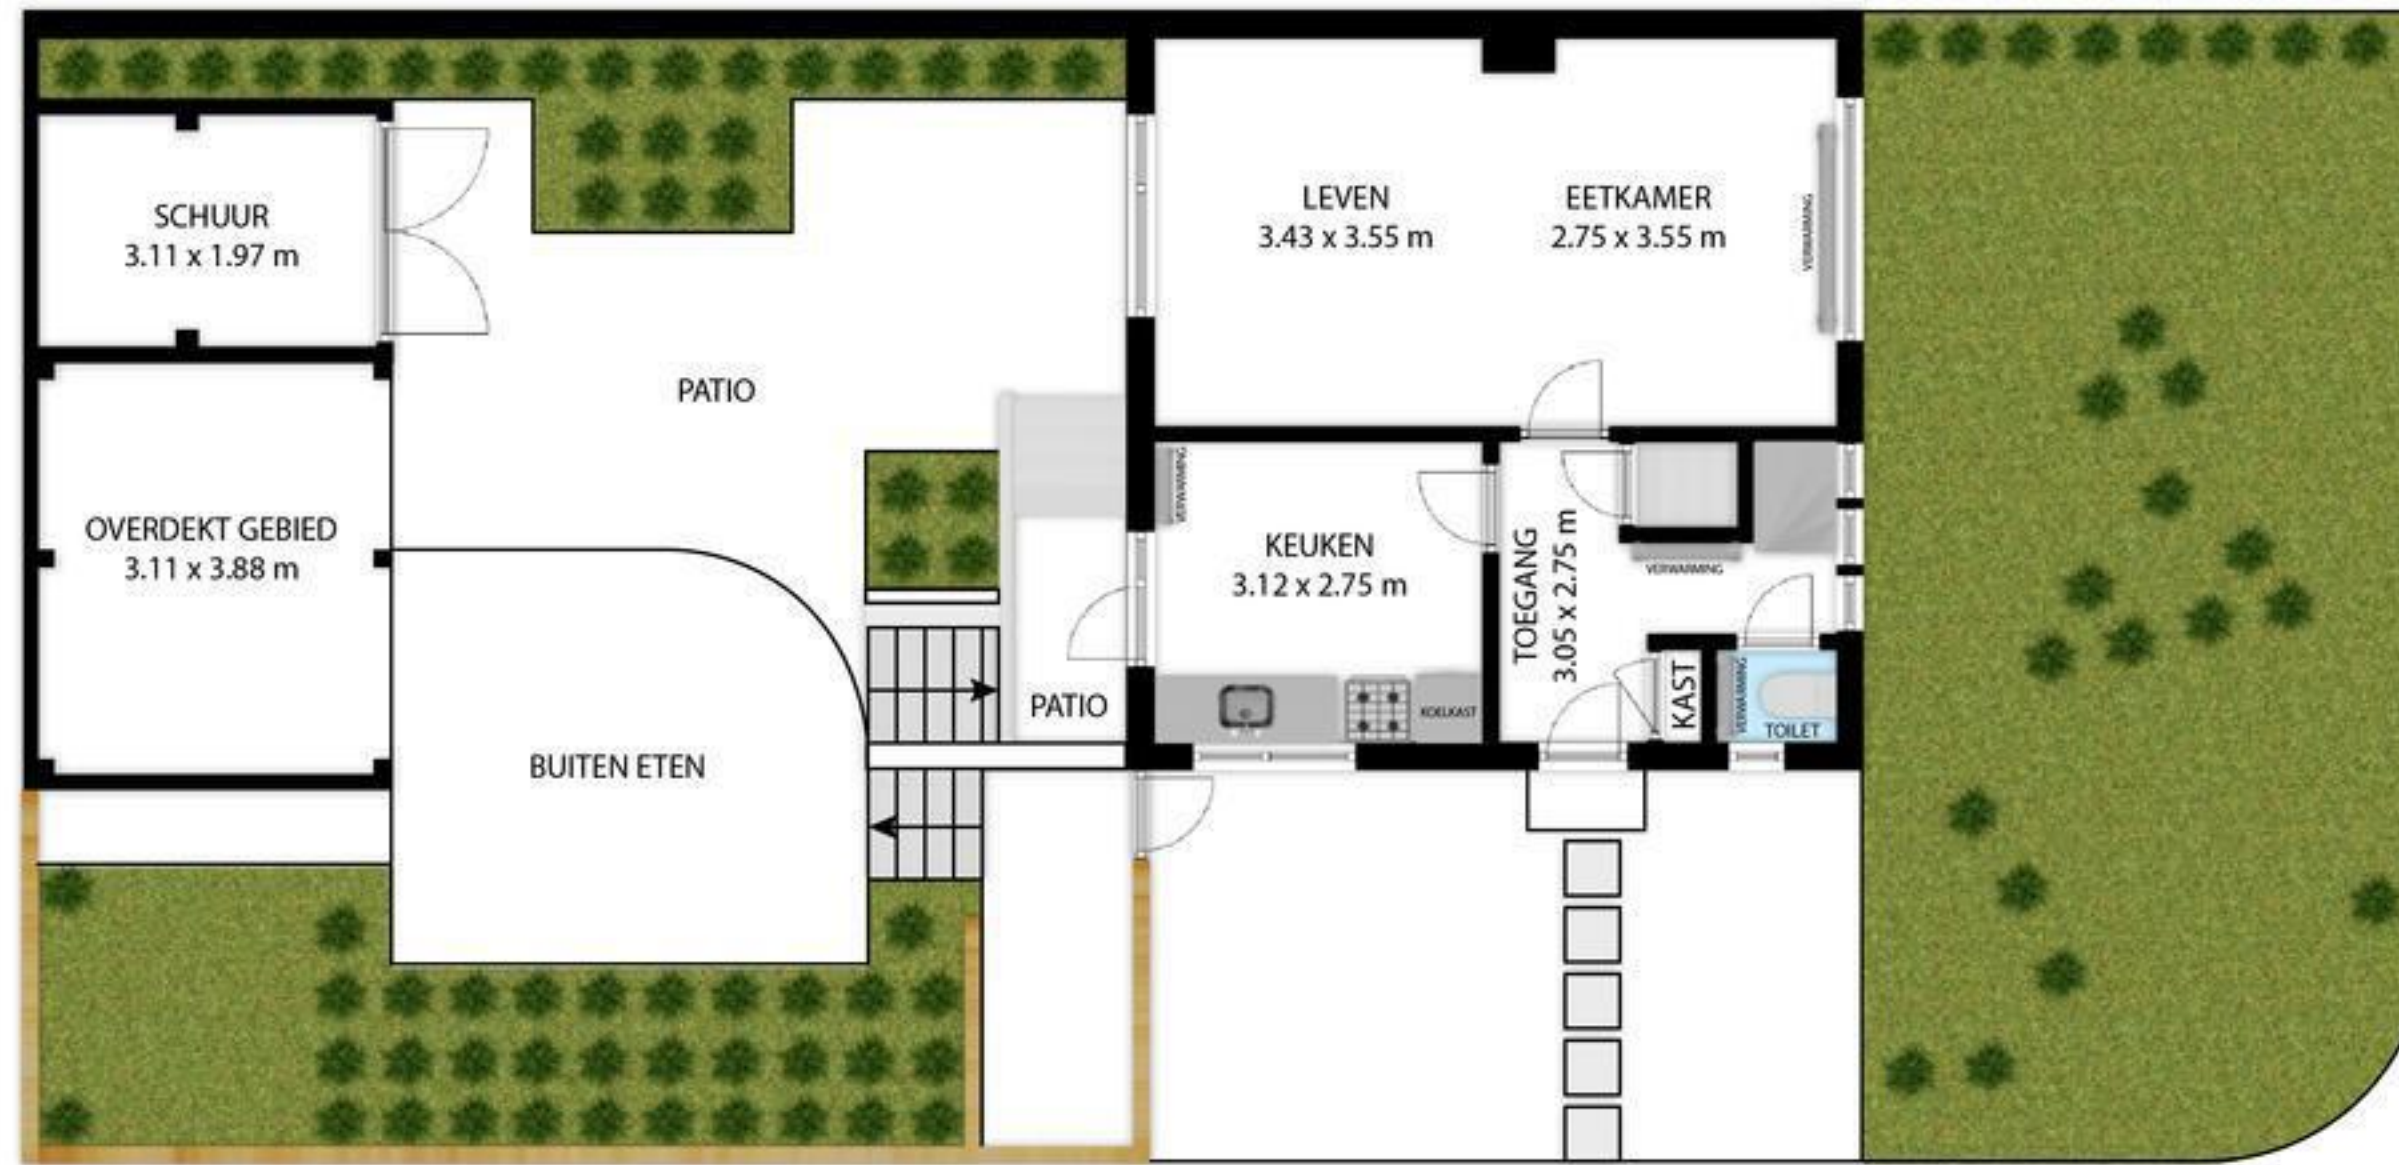 SCHUUR
3.11 x 1.97 m
OVERDEKT GEBIED
3.11 x 3.88 m
PATIO
BUITEN ETEN
PATIO
LEVEN
3.43 x 3.55 m
EETKAMER
2.75 x 3.55 m
VERWARMING
VERWARMING
KEUKEN
3.12 x 2.75 m
KOELKAST
TOEGANG
3.05 x 2.75 m
VERWARMING
KAST
VERWARMING
TOILET